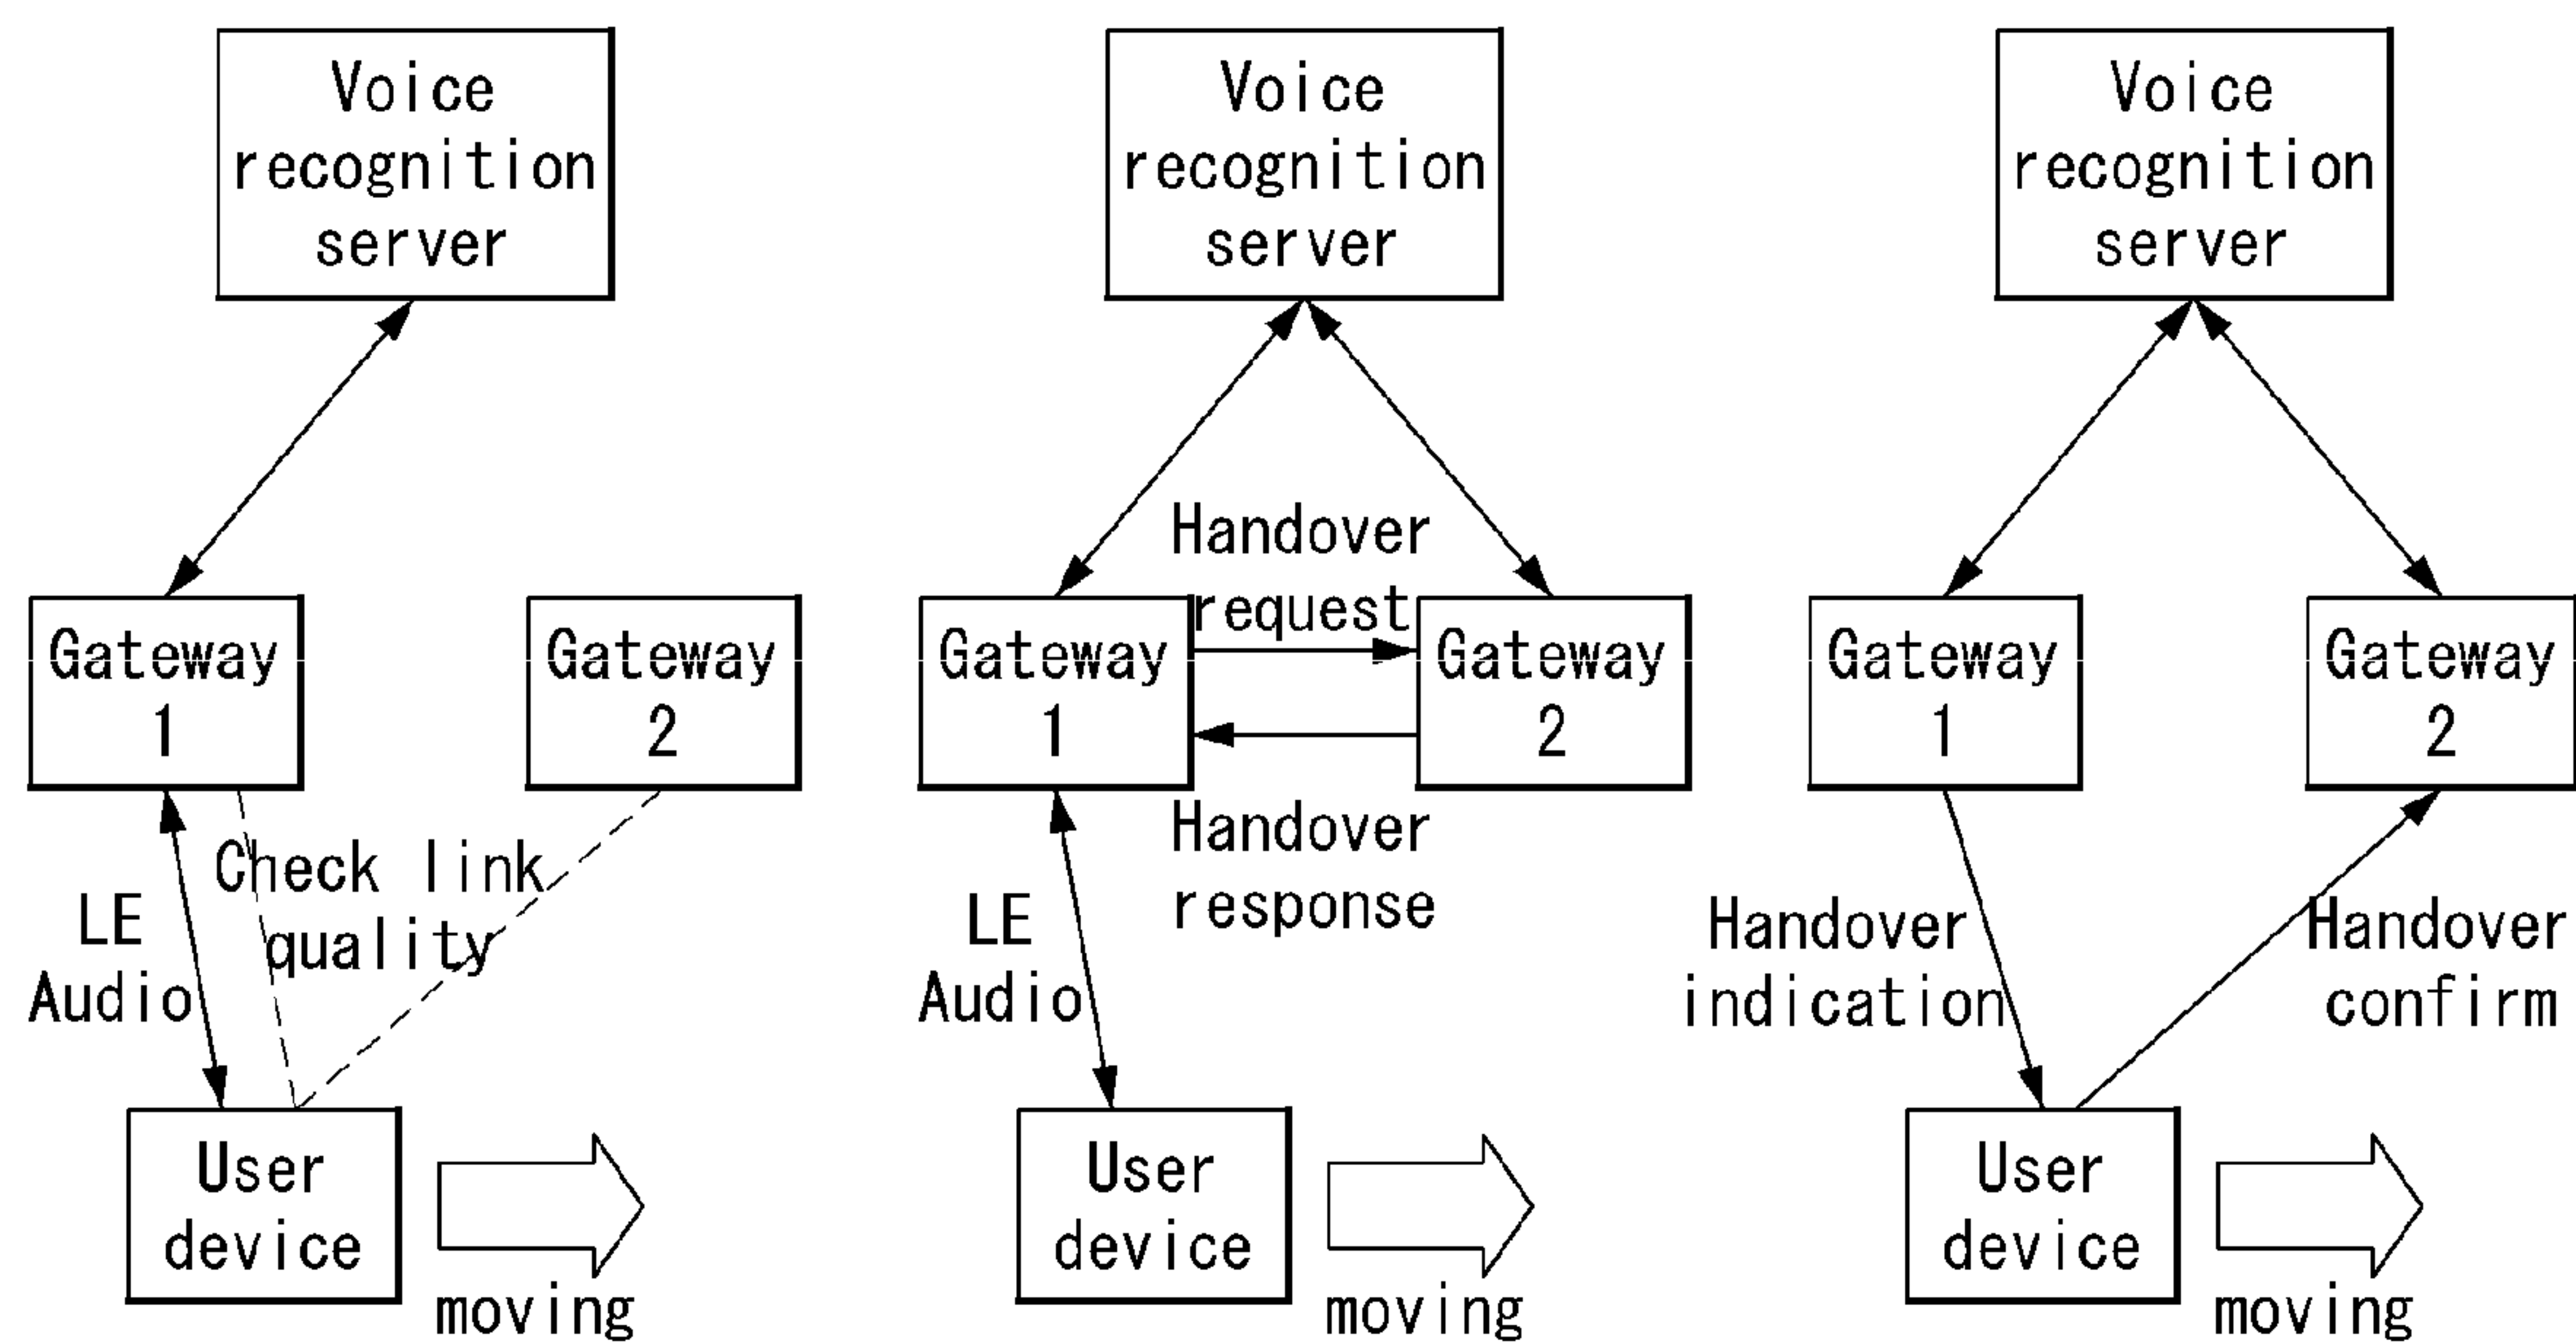 Voice
recognition
server
Gateway
1
Gateway
2
Check link
quality
LE
Audio
User
device
moving
Voice
recognition
server
Handover
request
Gateway
1
Gateway
2
Handover
response
LE
Audio
User
device
moving
Voice
recognition
server
Gateway
1
Gateway
2
Handover
indication
Handover
confirm
User
device
moving